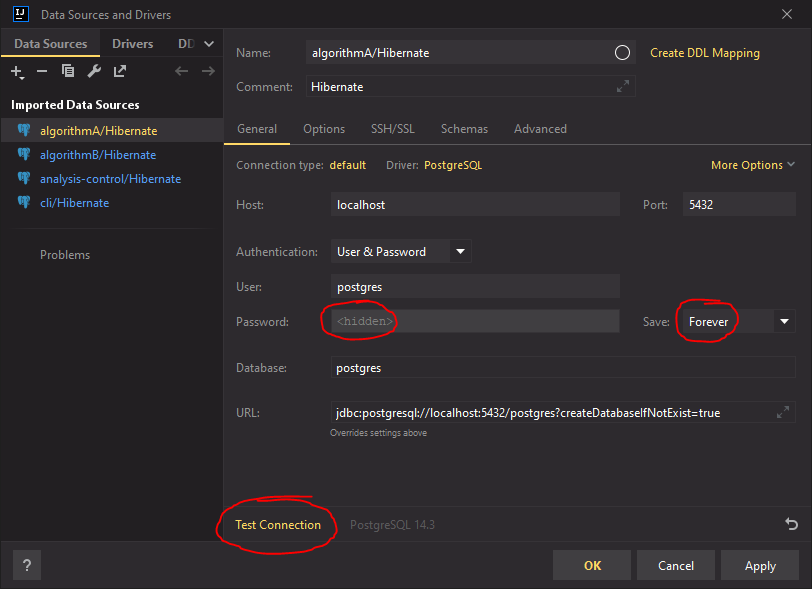 IJ Data Sources and Drivers
Data Sources Drivers DD
Imported Data Sources
algorithmA/Hibernate
algorithmB/Hibernate
analysis-control/Hibernate
cli/Hibernate
Problems
Name: algorithmA/Hibernate Create DDL Mapping
Comment: Hibernate
General Options SSH/SSL Schemas Advanced
Connection type: default Driver: PostgreSQL More Options
Host: localhost Port: 5432
Authentication: User & Password
User: postgres
Password: <hidden> Save: Forever
Database: postgres
URL: jdbc:postgresql://localhost:5432/postgres?createDatabaseIfNotExist=true
Overrides settings above
Test Connection PostgreSQL 14.3
? OK Cancel Apply